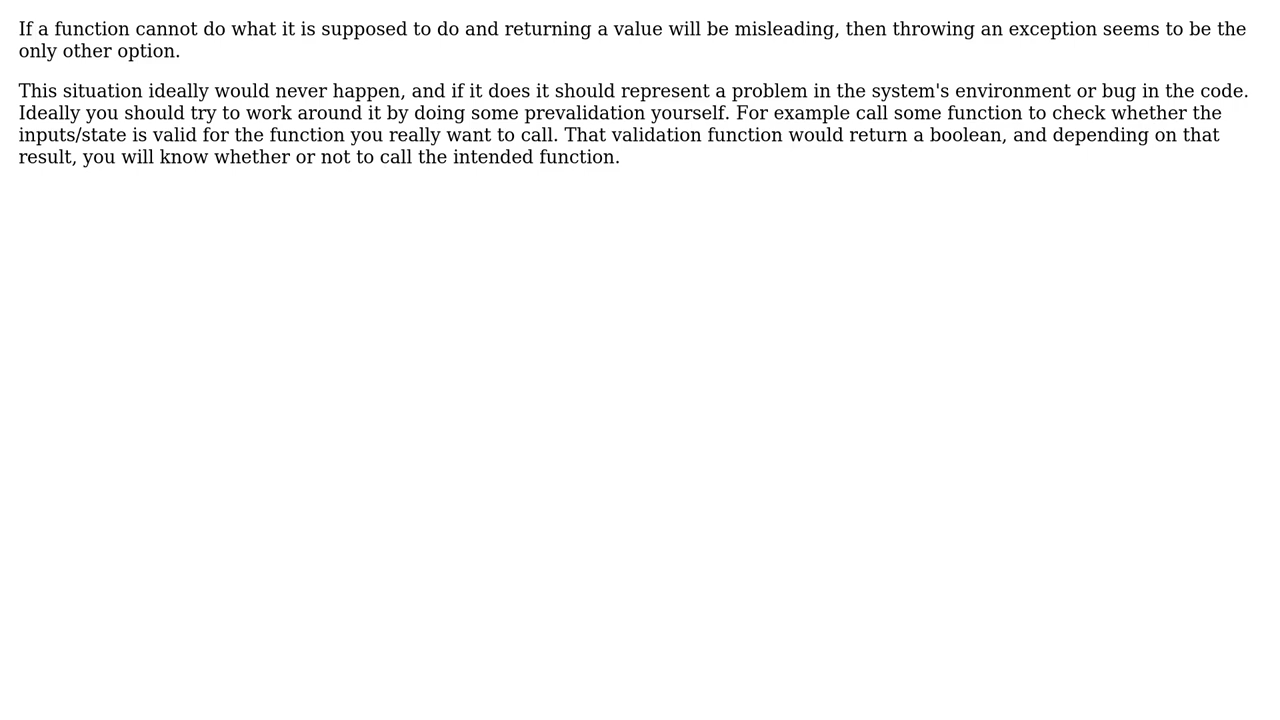 If a function cannot do what it is supposed to do and returning a value will be misleading, then throwing an exception seems to be the
only other option.
This situation ideally would never happen, and if it does it should represent a problem in the system's environment or bug in the code.
Ideally you should try to work around it by doing some prevalidation yourself. For example call some function to check whether the
inputs/state is valid for the function you really want to call. That validation function would return a boolean, and depending on that
result, you will know whether or not to call the intended function.